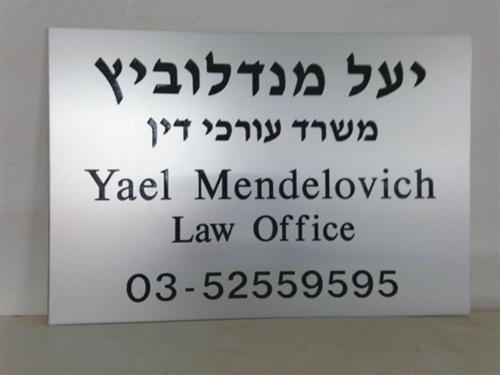 יעל מנדלוביץ
משרד עורכי דין
Yael Mendelovich
Law Office
03-52559595